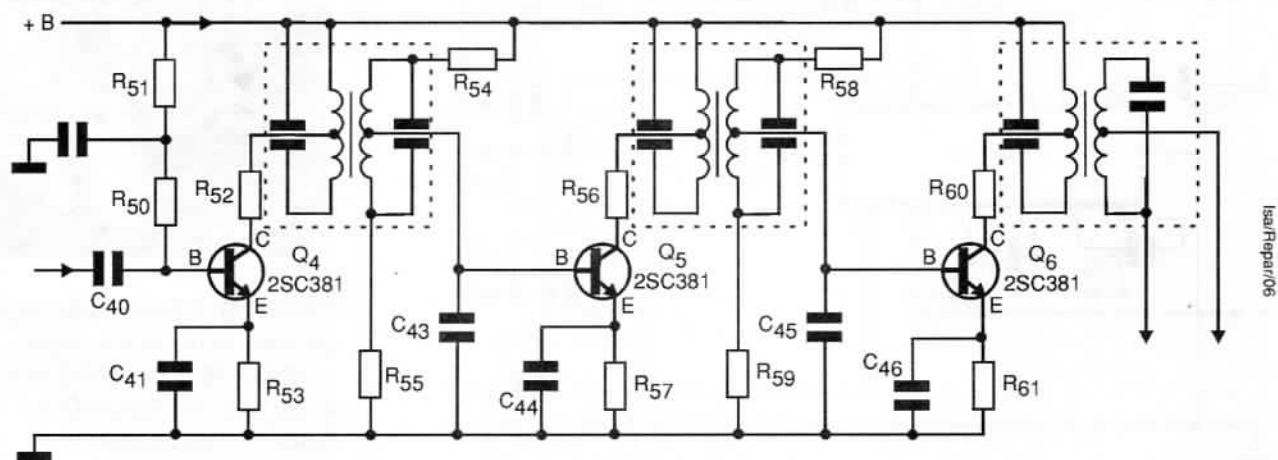 + B
R51
R54
R58
R50
R52
R56
R60
C
Q4
B
2SC381
E
C40
C
Q5
B
2SC381
E
C
Q6
B
2SC381
E
C41
R53
R55
C43
C44
R57
R59
C45
C46
R61
Isa/Repar/06